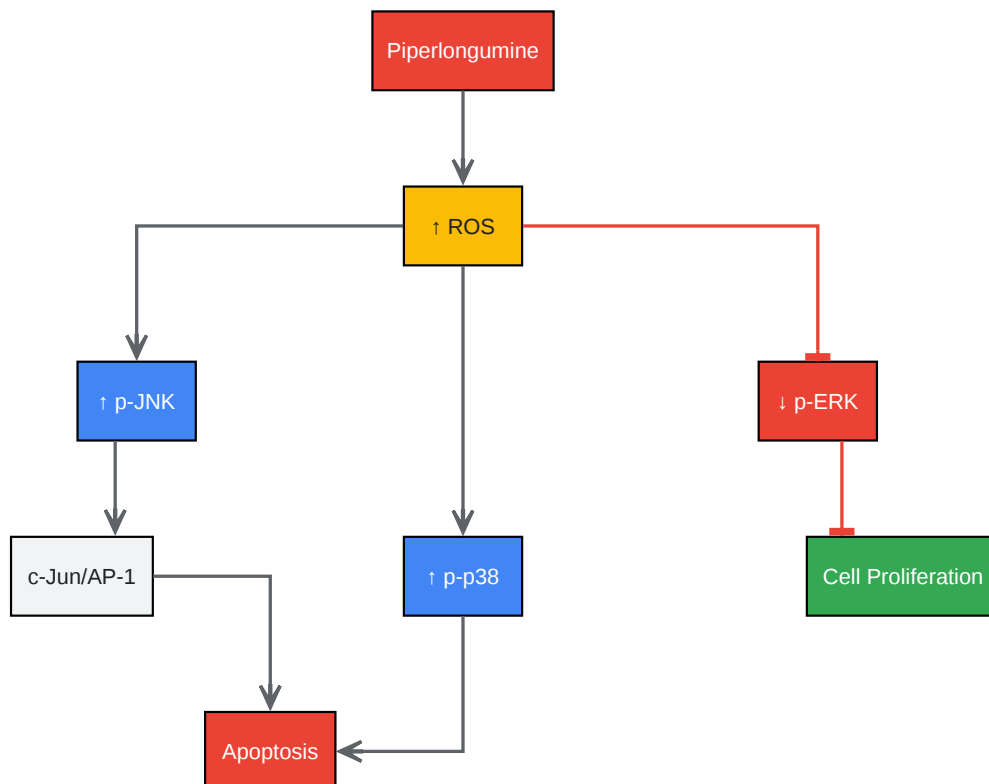 Piperlongumine
↑ ROS
↑ p-JNK
↓ p-ERK
c-Jun/AP-1
↑ p-p38
Cell Proliferation
Apoptosis